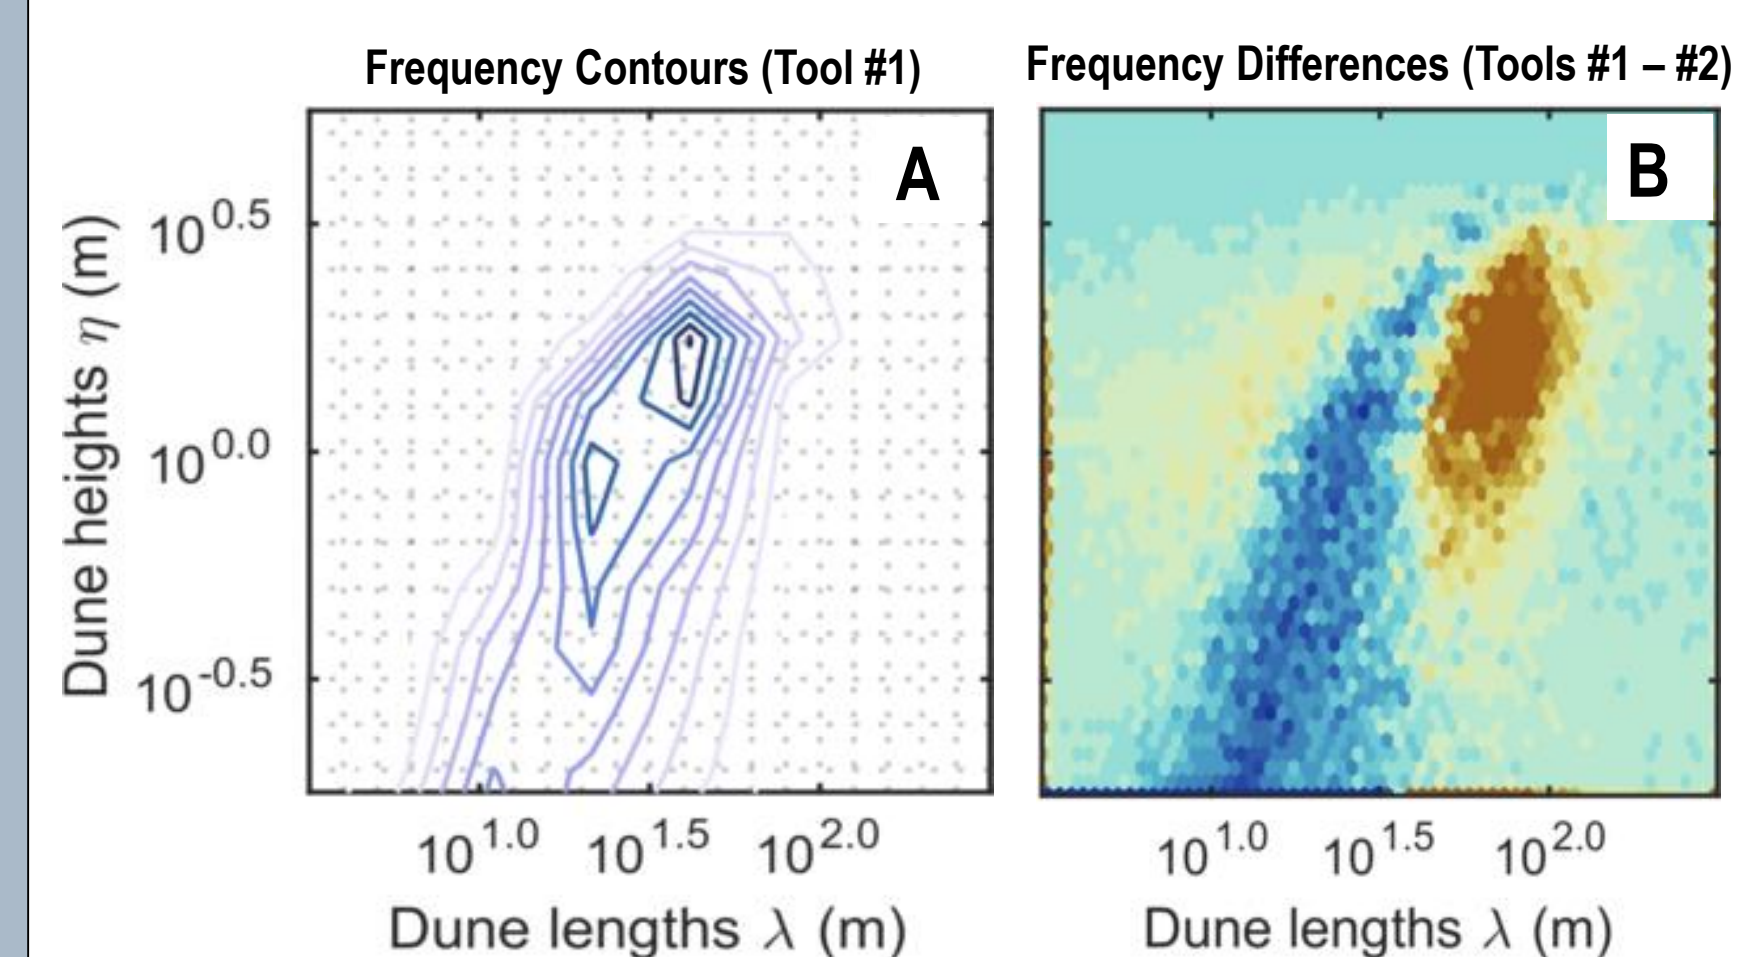 Frequency Contours (Tool #1)
Frequency Differences (Tools #1 – #2)
A
B
Dune heights η (m)
10^0.5
10^0.0
10^-0.5
10^1.0 10^1.5 10^2.0
Dune lengths λ (m)
10^1.0 10^1.5 10^2.0
Dune lengths λ (m)